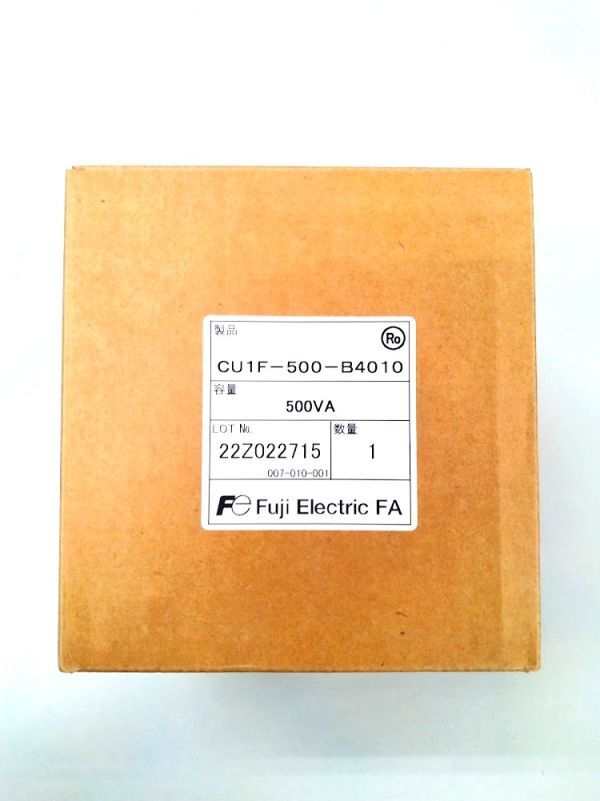 製品
Ro
CU1F-500-B4010
容量
500VA
LOT No. 数量
22Z022715 1
007-010-001
Fe Fuji Electric FA